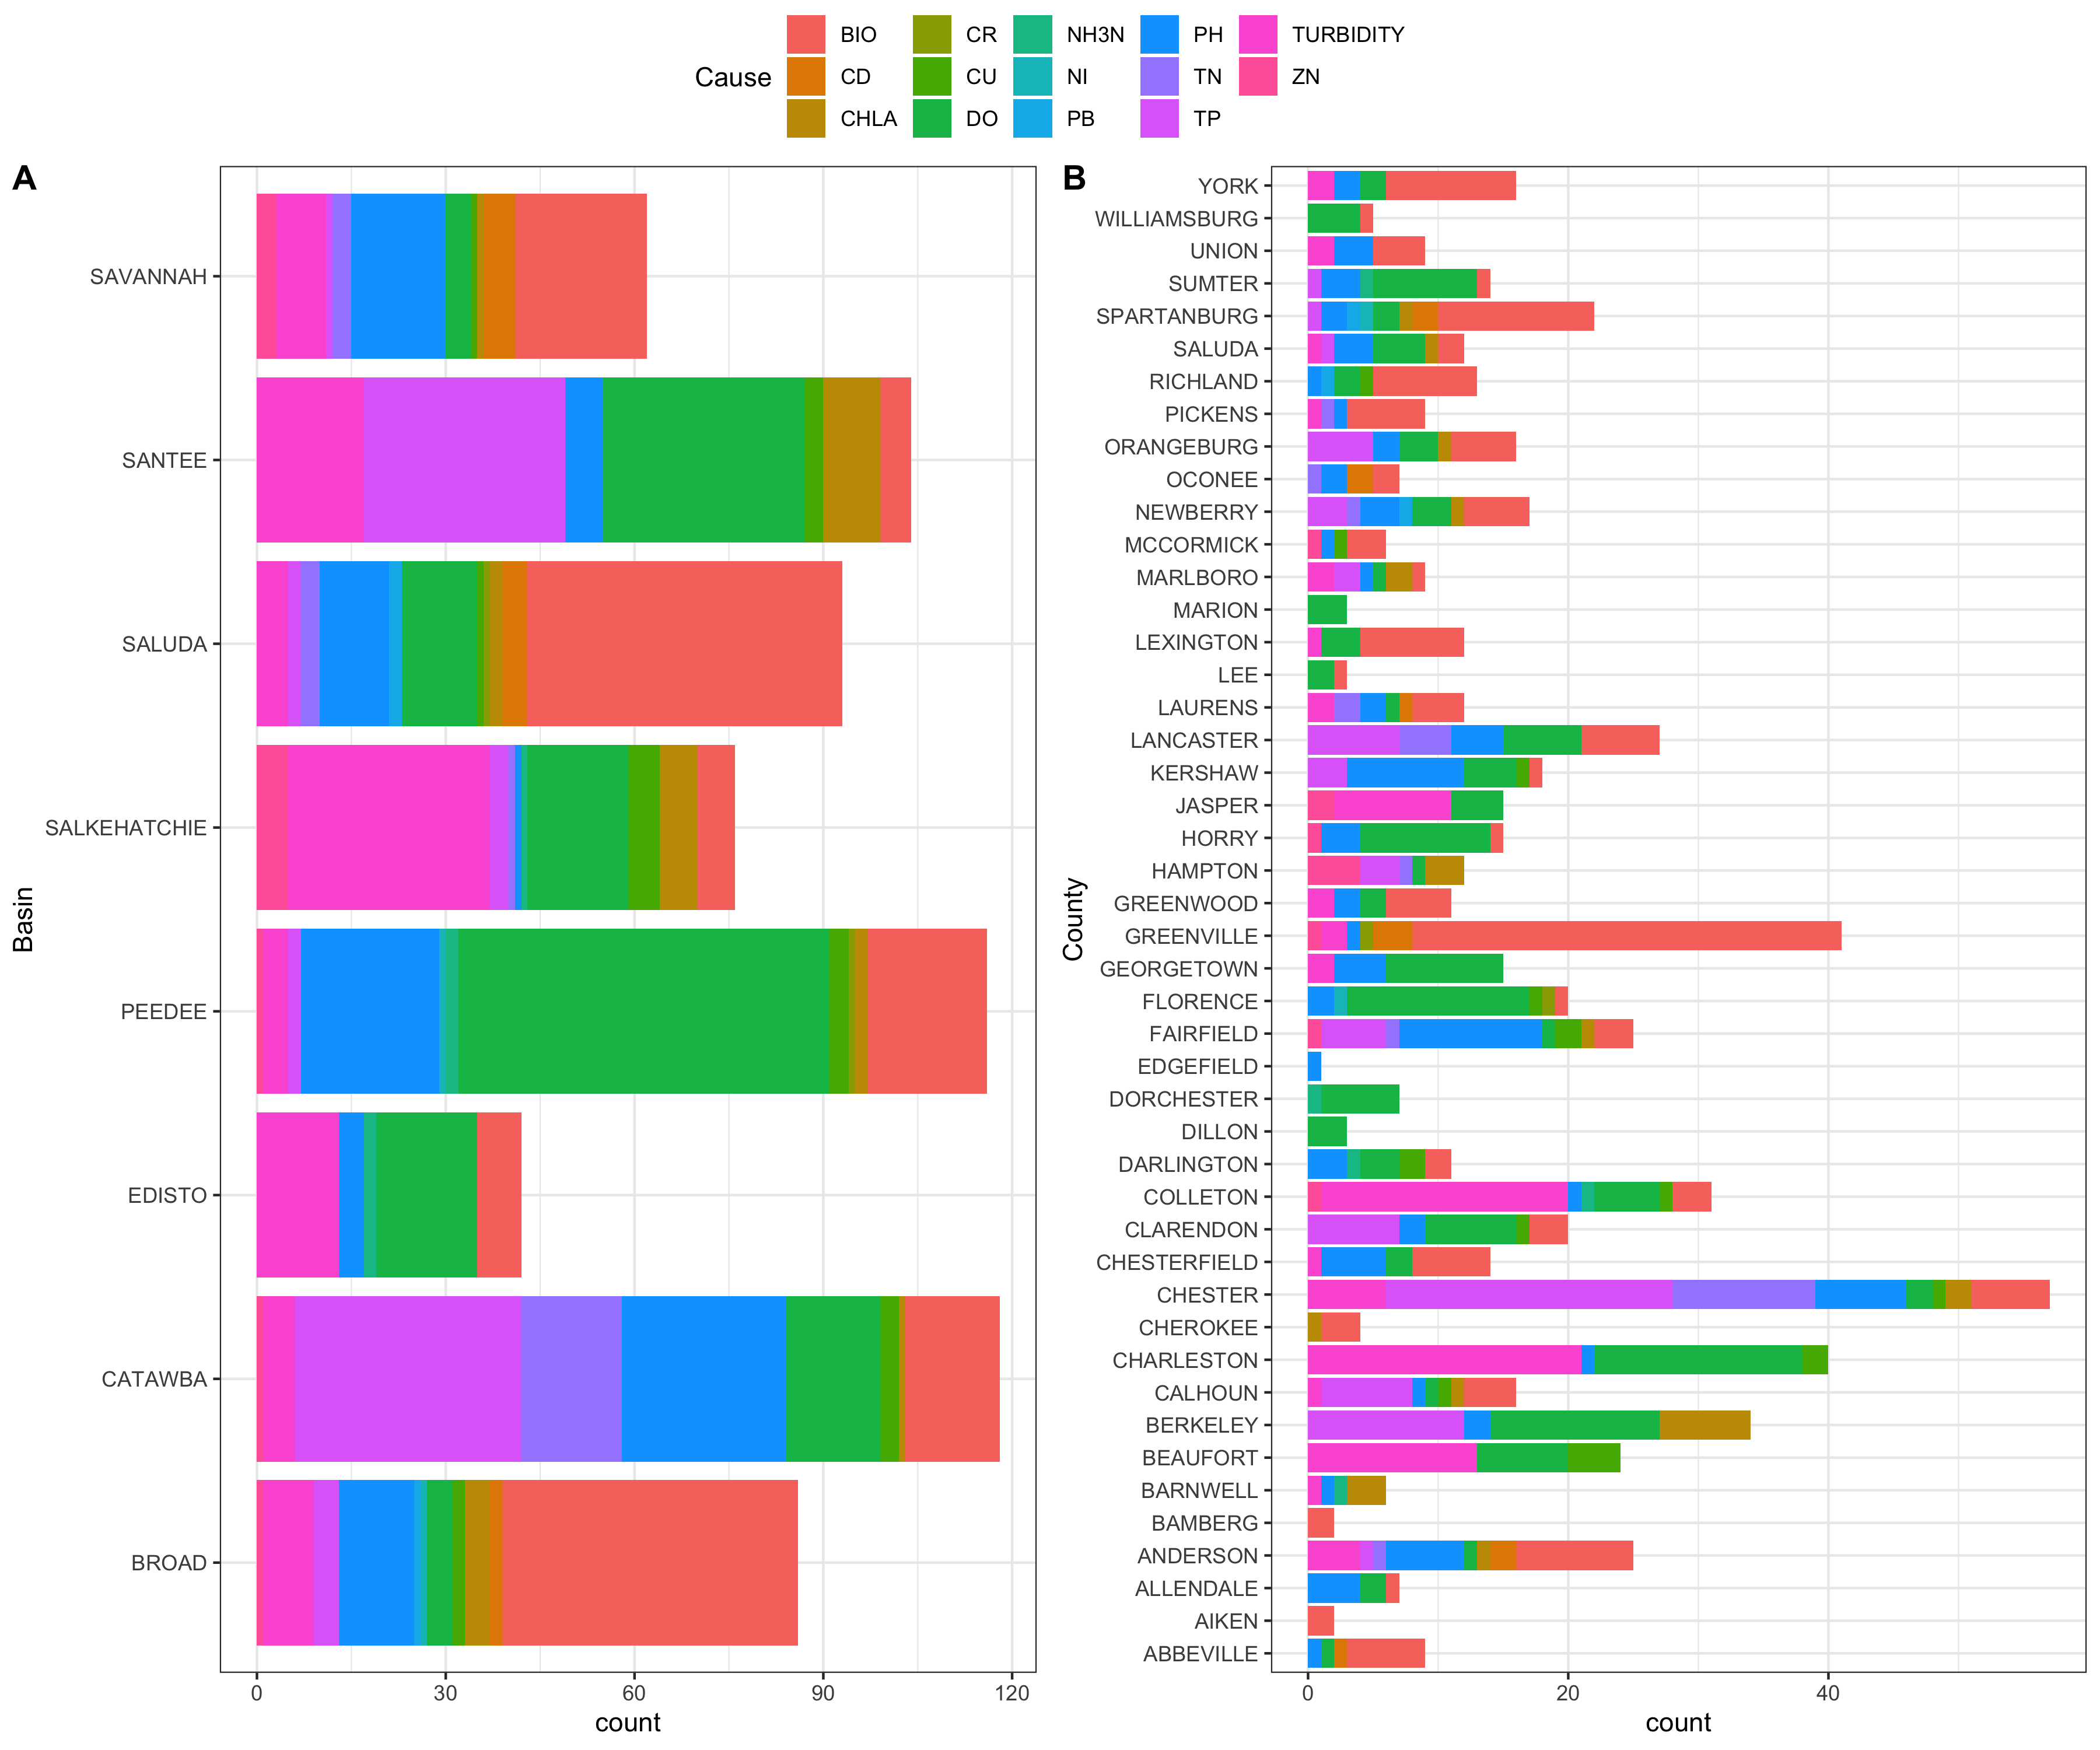 Cause
BIO
CD
CHLA
CR
CU
DO
NH3N
NI
PB
PH
TN
TP
TURBIDITY
ZN
A
Basin
SAVANNAH
SANTEE
SALUDA
SALKEHATCHIE
PEEDEE
EDISTO
CATAWBA
BROAD
0 30 60 90 120
count
B
County
YORK
WILLIAMSBURG
UNION
SUMTER
SPARTANBURG
SALUDA
RICHLAND
PICKENS
ORANGEBURG
OCONEE
NEWBERRY
MCCORMICK
MARLBORO
MARION
LEXINGTON
LEE
LAURENS
LANCASTER
KERSHAW
JASPER
HORRY
HAMPTON
GREENWOOD
GREENVILLE
GEORGETOWN
FLORENCE
FAIRFIELD
EDGEFIELD
DORCHESTER
DILLON
DARLINGTON
COLLETON
CLARENDON
CHESTERFIELD
CHESTER
CHEROKEE
CHARLESTON
CALHOUN
BERKELEY
BEAUFORT
BARNWELL
BAMBERG
ANDERSON
ALLENDALE
AIKEN
ABBEVILLE
0 20 40
count